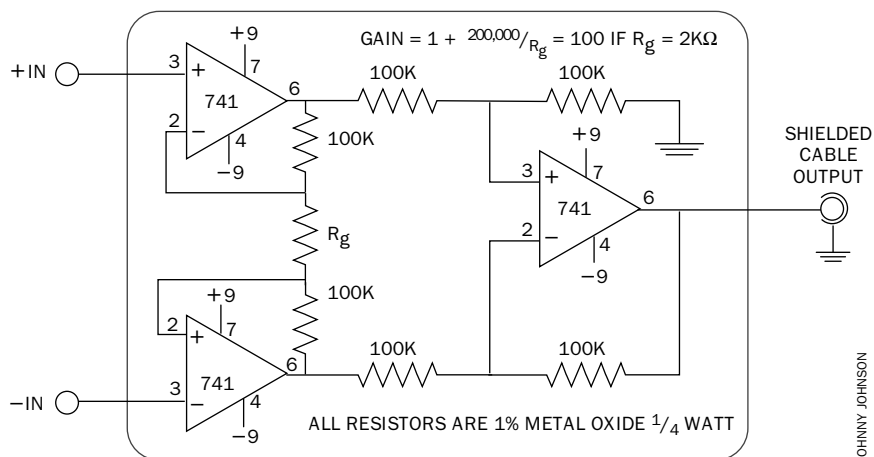 +9
GAIN = 1 + 200,000/Rg = 100 IF Rg = 2KΩ
+IN
3
+
7
6
100K
100K
741
2
−
4
−9
100K
SHIELDED
CABLE
OUTPUT
+9
3
+
7
6
741
2
−
4
−9
Rg
100K
+9
2
+
7
6
100K
100K
741
−IN
3
−
4
−9
ALL RESISTORS ARE 1% METAL OXIDE 1/4 WATT
OHNNY JOHNSON